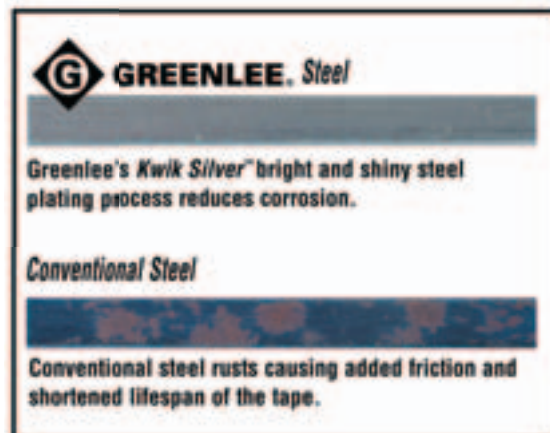 G GREENLEE. Steel
Greenlee's Kwik Silver™ bright and shiny steel
plating process reduces corrosion.
Conventional Steel
Conventional steel rusts causing added friction and
shortened lifespan of the tape.